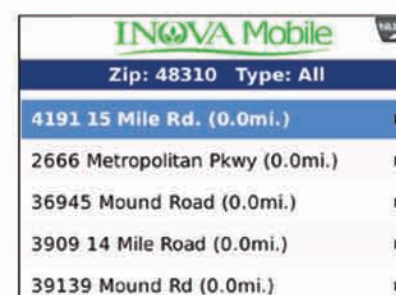 INOVA Mobile
Zip: 48310 Type: All
4191 15 Mile Rd. (0.0mi.)
2666 Metropolitan Pkwy (0.0mi.)
36945 Mound Road (0.0mi.)
3909 14 Mile Road (0.0mi.)
39139 Mound Rd (0.0mi.)